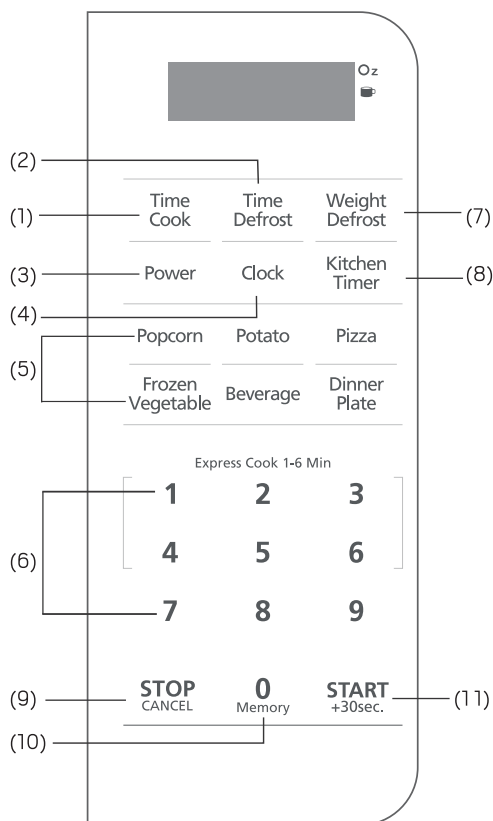 Oz
(2)
Time Cook
Time Defrost
Weight Defrost
(1)
(7)
(3)
Power
Clock
Kitchen Timer
(8)
(4)
Popcorn
Potato
Pizza
(5)
Frozen Vegetable
Beverage
Dinner Plate
Express Cook 1-6 Min
1 2 3
(6)
4 5 6
7 8 9
(9)
STOP
CANCEL
0
Memory
START
+30sec.
(11)
(10)